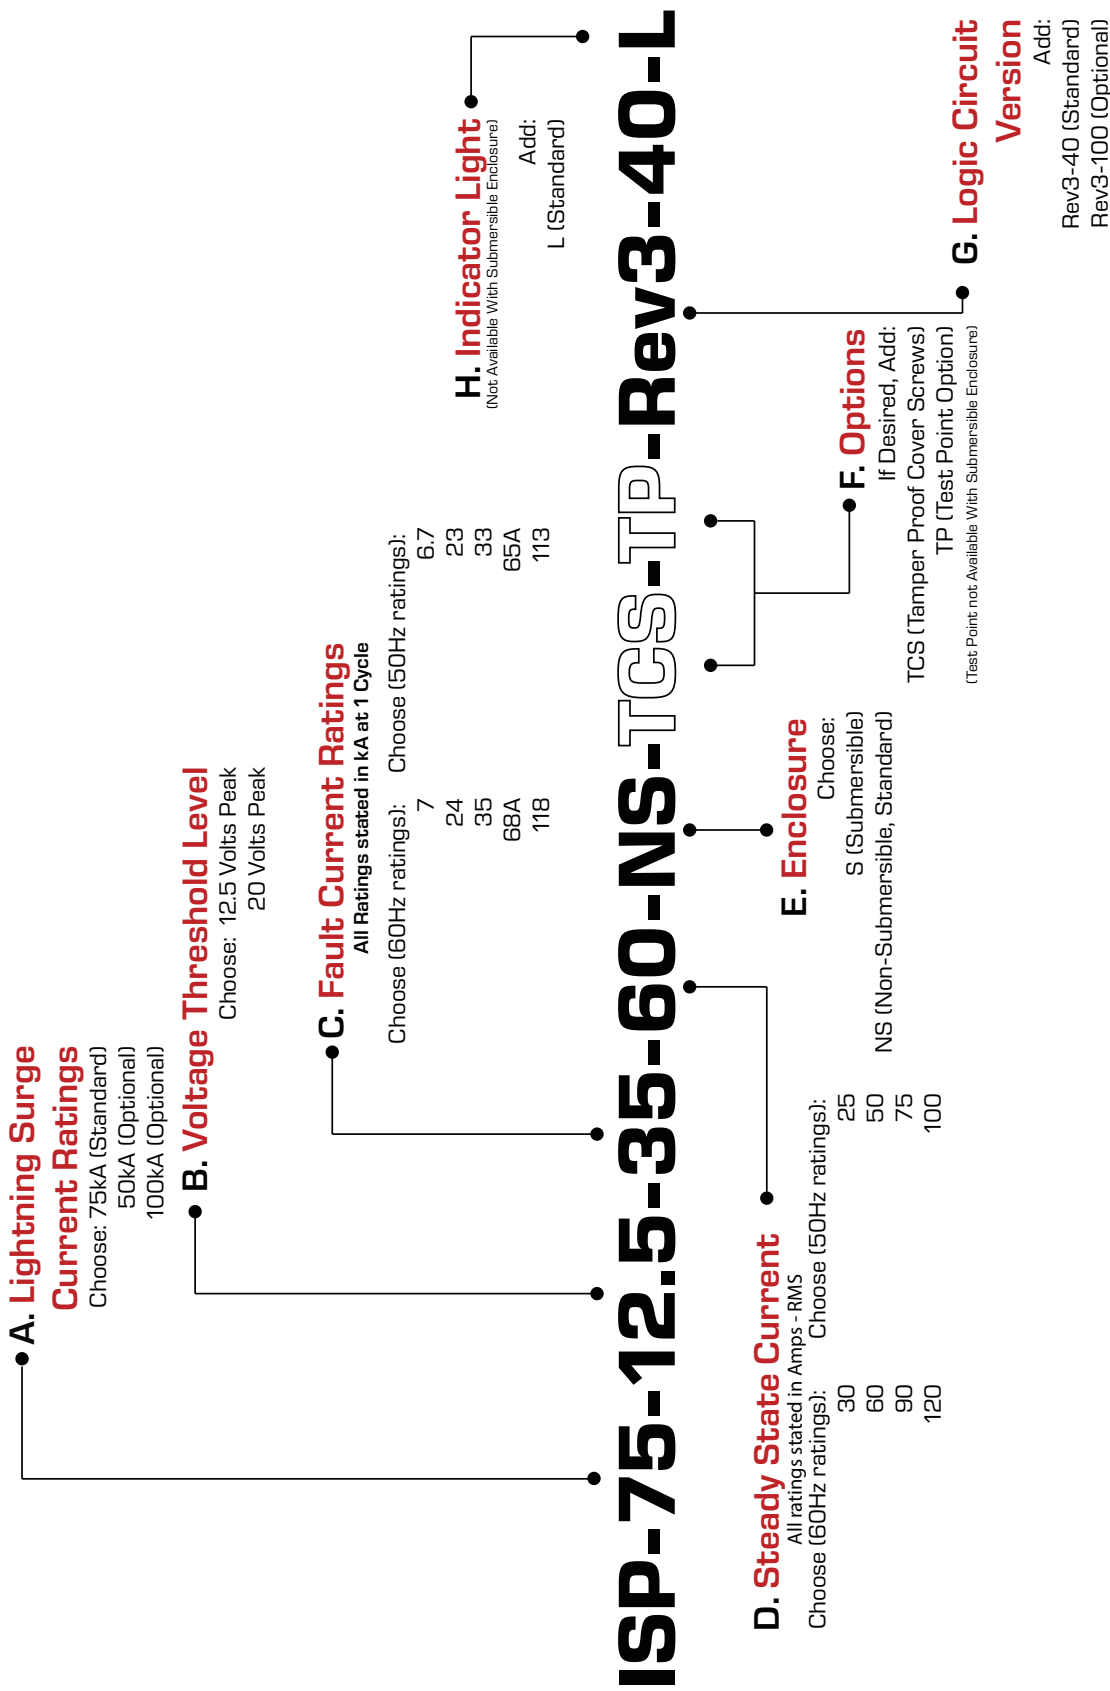 A. Lightning Surge
Current Ratings
Choose: 75kA (Standard)
50kA (Optional)
100kA (Optional)
B. Voltage Threshold Level
Choose: 12.5 Volts Peak
20 Volts Peak
C. Fault Current Ratings
All Ratings stated in kA at 1 Cycle
Choose (60Hz ratings):
7
24
35
68A
118
Choose (50Hz ratings):
6.7
23
33
65A
113
H. Indicator Light
(Not Available With Submersible Enclosure)
Add:
L (Standard)
ISP-75-12.5-35-60-NS-TCS-TP-Rev3-40-L
D. Steady State Current
All ratings stated in Amps - RMS
Choose (60Hz ratings):
30
60
90
120
Choose (50Hz ratings):
25
50
75
100
E. Enclosure
Choose:
S (Submersible)
NS (Non-Submersible, Standard)
F. Options
If Desired, Add:
TCS (Tamper Proof Cover Screws)
TP (Test Point Option)
(Test Point not Available With Submersible Enclosure)
G. Logic Circuit
Version
Add:
Rev3-40 (Standard)
Rev3-100 (Optional)